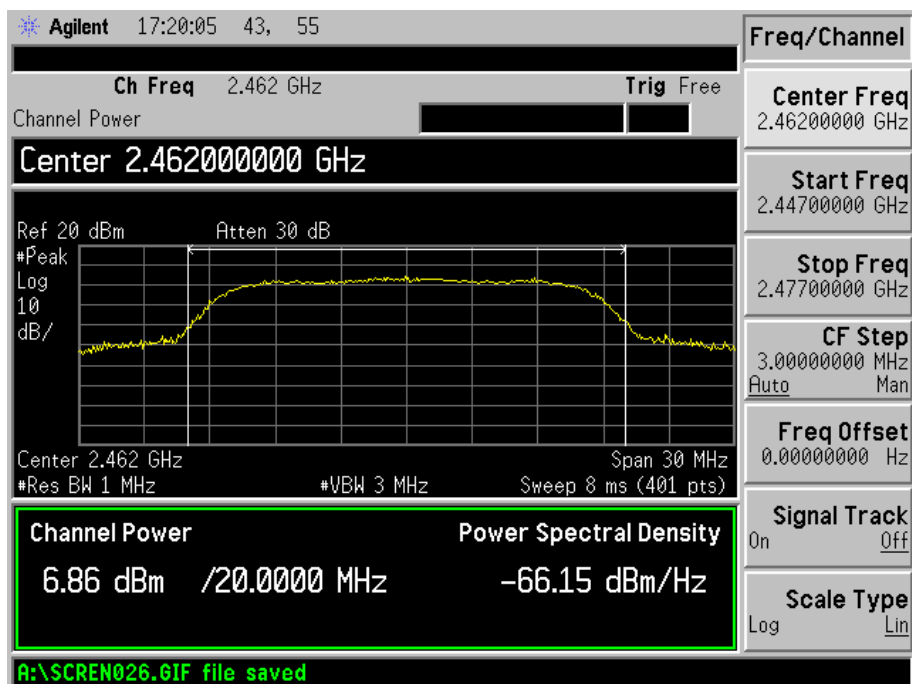 Agilent 17:20:05 43, 55
Ch Freq 2.462 GHz Trig Free
Channel Power
Center 2.462000000 GHz
Ref 20 dBm Atten 30 dB
#Peak
Log
10
dB/
Center 2.462 GHz Span 30 MHz
#Res BW 1 MHz #VBW 3 MHz Sweep 8 ms (401 pts)
Channel Power Power Spectral Density
6.86 dBm /20.0000 MHz -66.15 dBm/Hz
A:\SCREN026.GIF file saved
Freq/Channel
Center Freq
2.46200000 GHz
Start Freq
2.44700000 GHz
Stop Freq
2.47700000 GHz
CF Step
3.00000000 MHz
Auto Man
Freq Offset
0.00000000 Hz
Signal Track
On Off
Scale Type
Log Lin